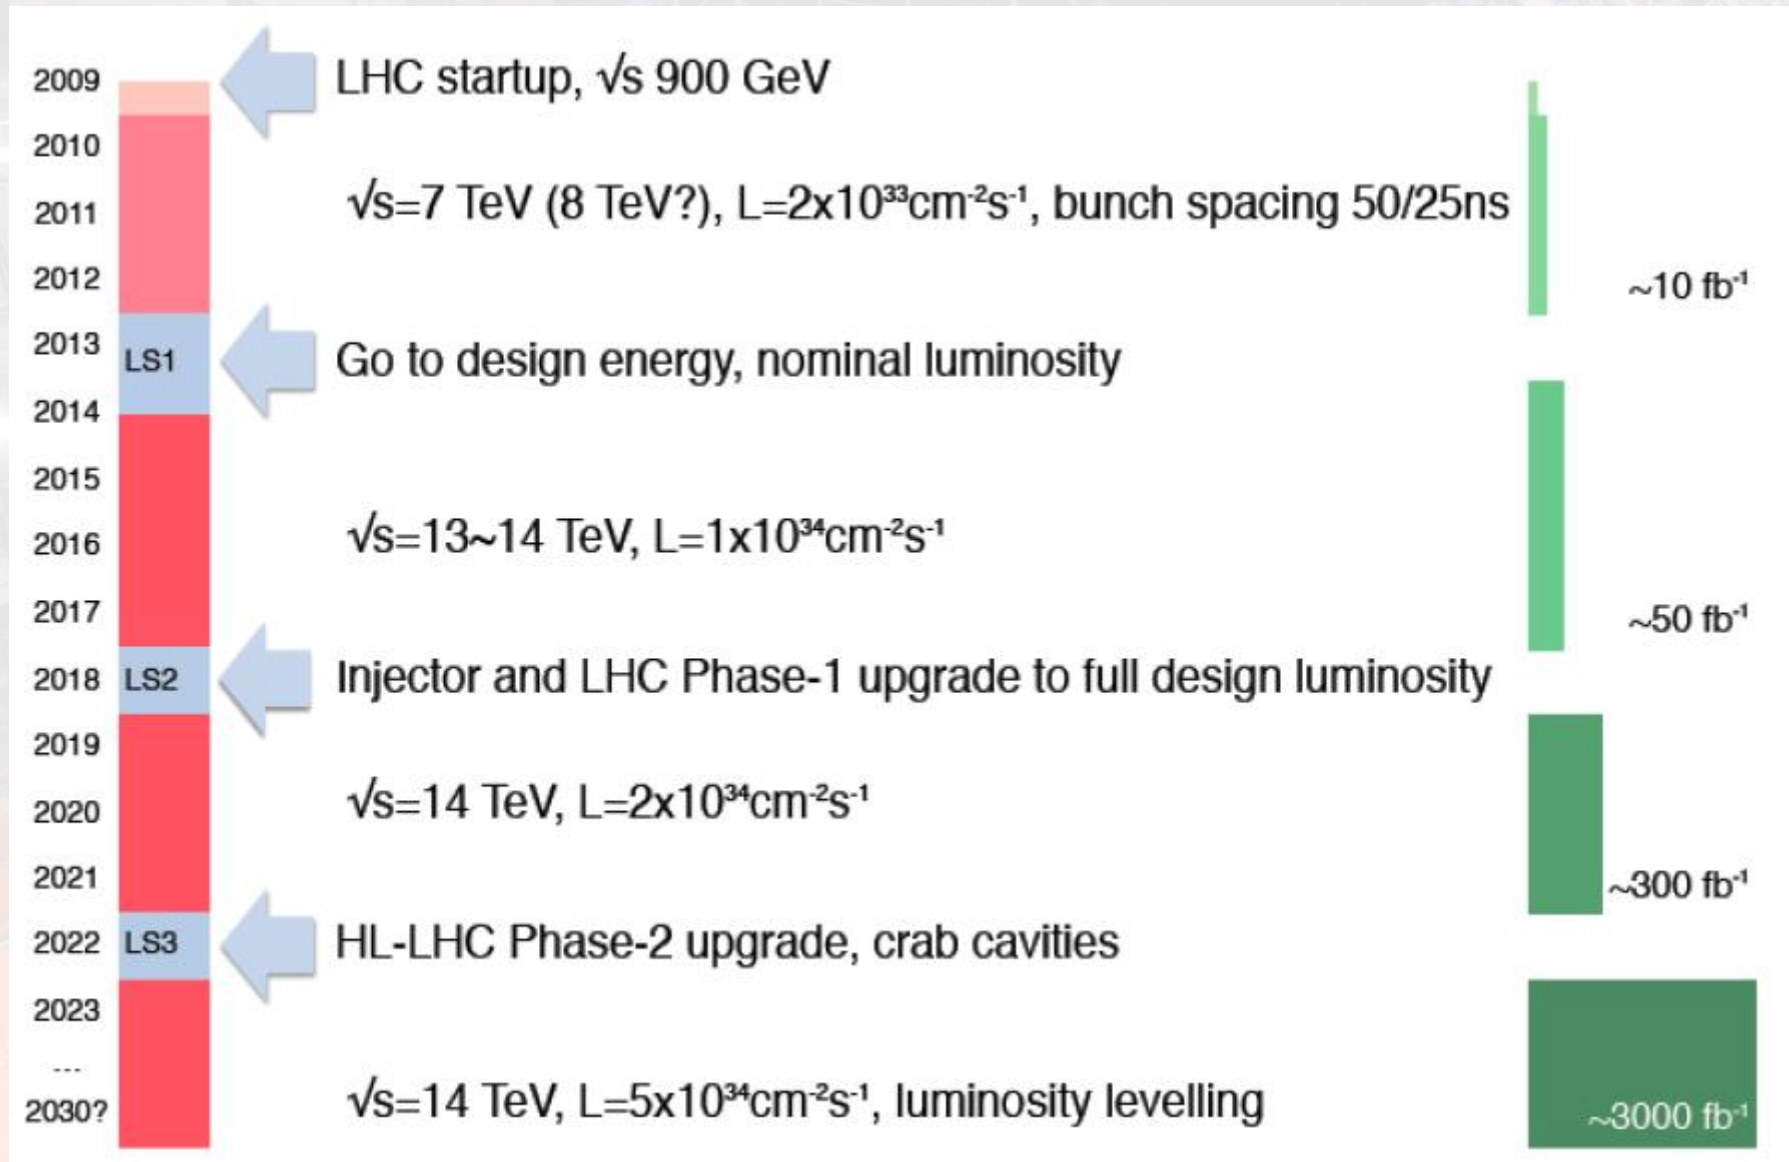 2009
LHC startup, √s 900 GeV
2010
2011
√s=7 TeV (8 TeV?), L=2x10³³cm⁻²s⁻¹, bunch spacing 50/25ns
2012
~10 fb⁻¹
2013
LS1
Go to design energy, nominal luminosity
2014
2015
2016
√s=13~14 TeV, L=1x10³⁴cm⁻²s⁻¹
2017
~50 fb⁻¹
2018
LS2
Injector and LHC Phase-1 upgrade to full design luminosity
2019
2020
√s=14 TeV, L=2x10³⁴cm⁻²s⁻¹
2021
~300 fb⁻¹
2022
LS3
HL-LHC Phase-2 upgrade, crab cavities
2023
---
2030?
√s=14 TeV, L=5x10³⁴cm⁻²s⁻¹, luminosity levelling
~3000 fb⁻¹